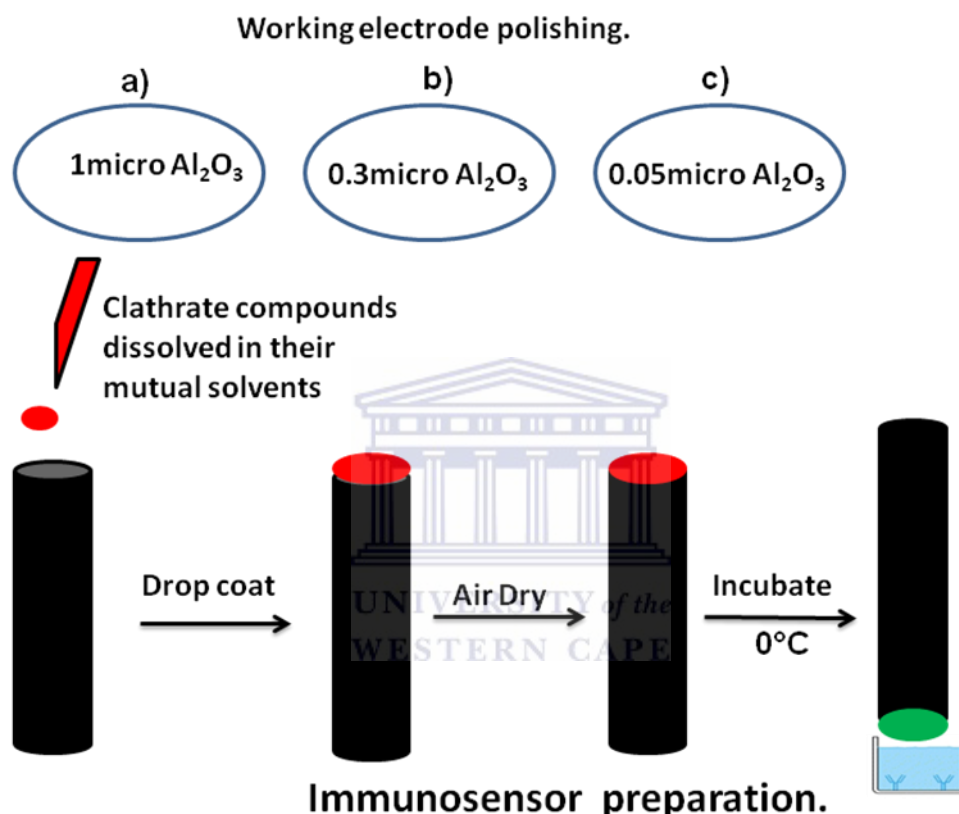 Working electrode polishing.
a)
b)
c)
1micro Al₂O₃
0.3micro Al₂O₃
0.05micro Al₂O₃
Clathrate compounds
dissolved in their
mutual solvents
Drop coat
Air Dry
Incubate
0°C
UNIVERSITY of the
WESTERN CAPE
Immunosensor preparation.